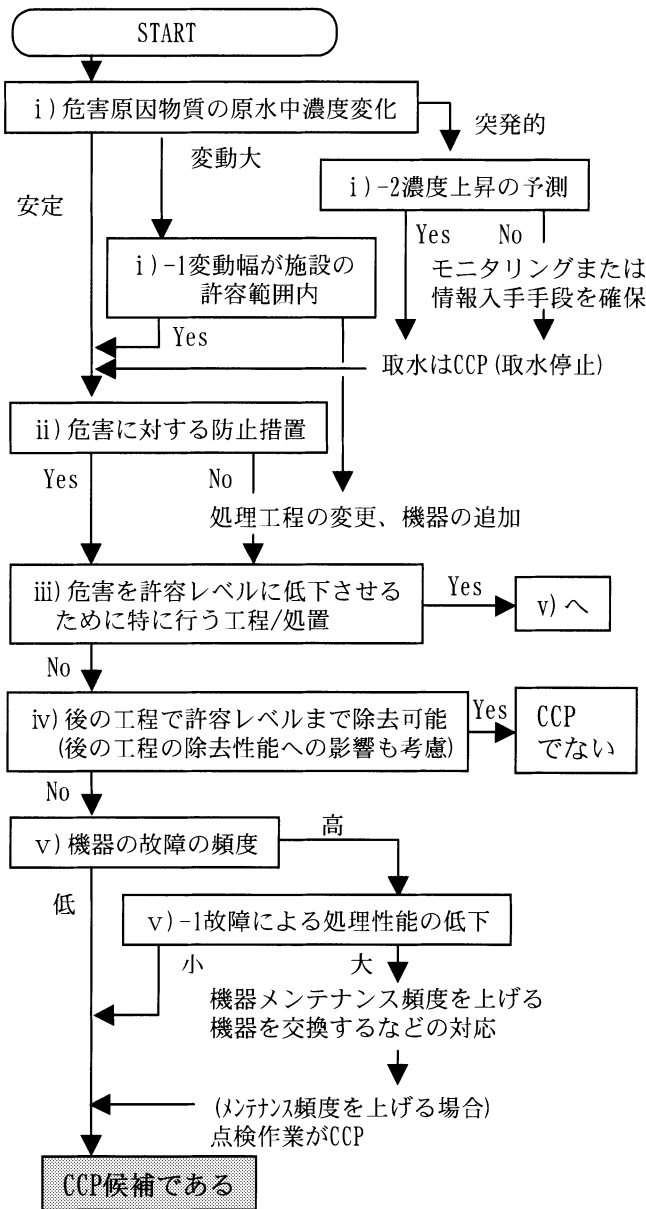 START
ⅰ)危害原因物質の原水中濃度変化
突発的
変動大
安定
ⅰ)-2濃度上昇の予測
Yes
No
モニタリングまたは
情報入手手段を確保
ⅰ)-1変動幅が施設の
許容範囲内
Yes
取水はCCP(取水停止)
ⅱ)危害に対する防止措置
Yes
No
処理工程の変更、機器の追加
ⅲ)危害を許容レベルに低下させる
ために特に行う工程/処置
Yes
ⅴ)へ
No
ⅳ)後の工程で許容レベルまで除去可能
(後の工程の除去性能への影響も考慮)
Yes
CCP
でない
No
ⅴ)機器の故障の頻度
高
低
ⅴ)-1故障による処理性能の低下
小
大
機器メンテナンス頻度を上げる
機器を交換するなどの対応
(メンテナンス頻度を上げる場合)
点検作業がCCP
CCP候補である